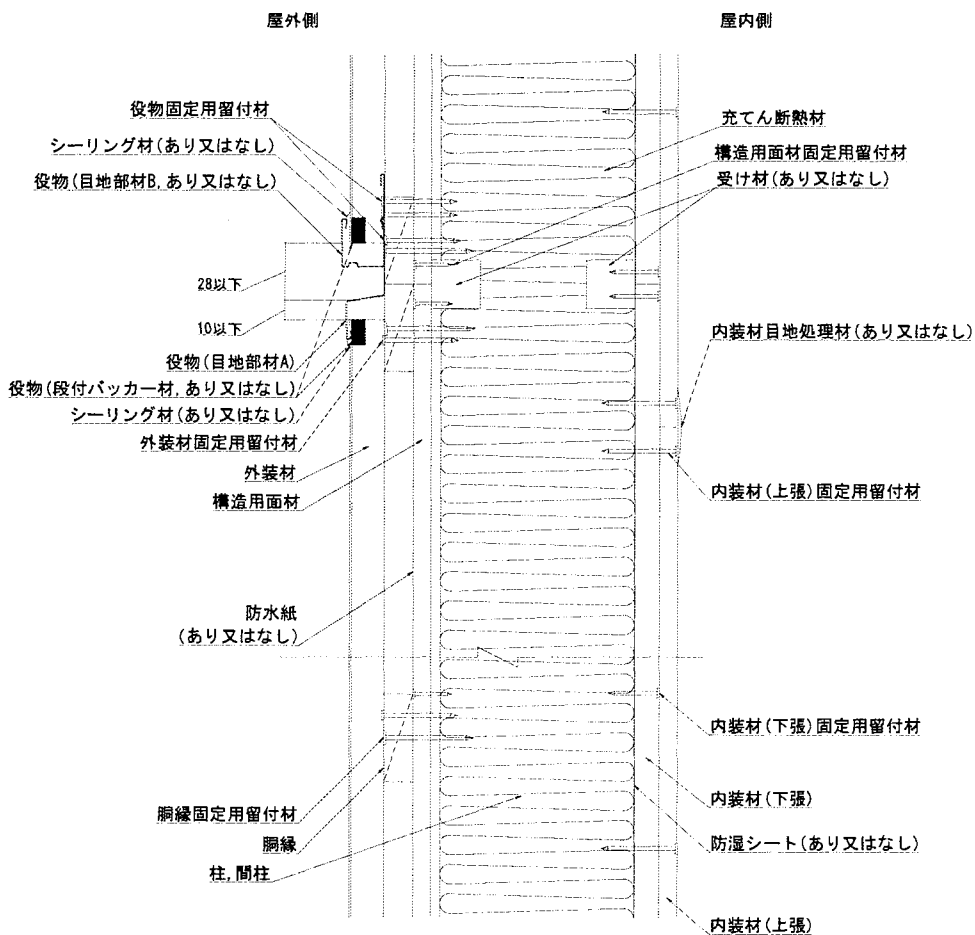 屋外側
屋内側
役物固定用留付材
シーリング材(あり又はなし)
役物(目地部材B,あり又はなし)
28以下
10以下
役物(目地部材A)
役物(段付パッカー材,あり又はなし)
シーリング材(あり又はなし)
外装材固定用留付材
外装材
構造用面材
防水紙
(あり又はなし)
胴縁固定用留付材
胴縁
柱,間柱
充てん断熱材
構造用面材固定用留付材
受け材(あり又はなし)
内装材目地処理材(あり又はなし)
内装材(上張)固定用留付材
内装材(下張)固定用留付材
内装材(下張)
防湿シート(あり又はなし)
内装材(上張)